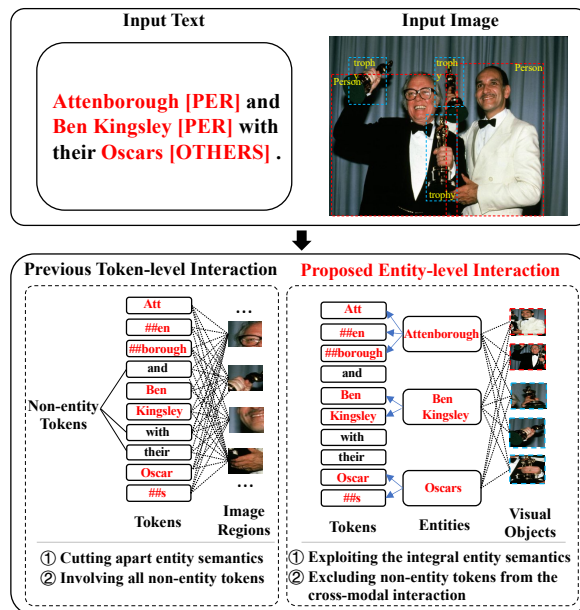 Input Text
Input Image
Attenborough [PER] and
Ben Kingsley [PER] with
their Oscars [OTHERS] .
troph
y
troph
y
Person
Person
trophy
Previous Token-level Interaction
Proposed Entity-level Interaction
Att
##en
##borough
and
Ben
Kingsley
with
their
Oscar
##s
Non-entity
Tokens
...
...
Tokens
Image
Regions
① Cutting apart entity semantics
② Involving all non-entity tokens
Att
##en
##borough
and
Ben
Kingsley
with
their
Oscar
##s
Attenborough
Ben
Kingsley
Oscars
Tokens
Entities
Visual
Objects
① Exploiting the integral entity semantics
② Excluding non-entity tokens from the
cross-modal interaction